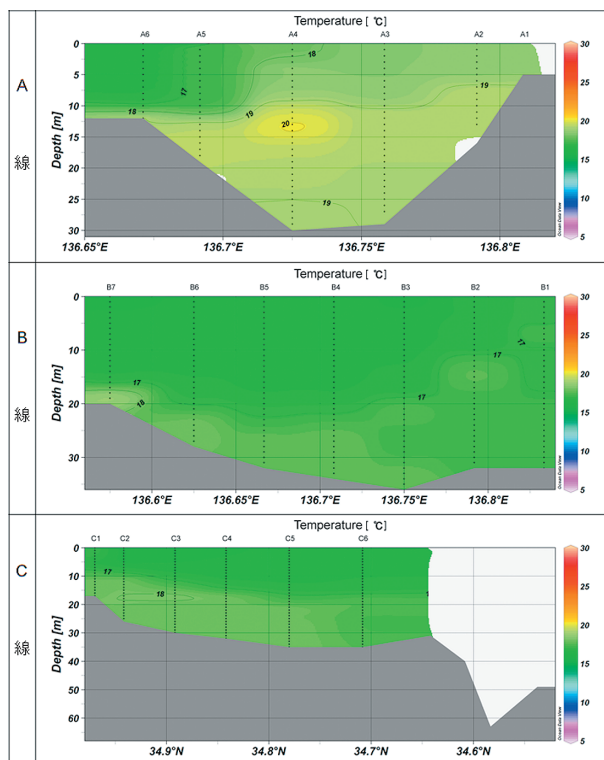 A
線
Temperature [ ℃]
A6 A5 A4 A3 A2 A1
0
5
10
15
20
25
30
Depth [m]
17
18
18
19
19
20
19
136.65°E 136.7°E 136.75°E 136.8°E
30
25
20
15
10
5
Ocean Data View
B
線
Temperature [ ℃]
B7 B6 B5 B4 B3 B2 B1
0
10
20
30
Depth [m]
17
18
17
17
17
136.6°E 136.65°E 136.7°E 136.75°E 136.8°E
30
25
20
15
10
5
Ocean Data View
C
線
Temperature [ ℃]
C1 C2 C3 C4 C5 C6
0
10
20
30
40
50
60
Depth [m]
17
18
1
34.9°N 34.8°N 34.7°N 34.6°N
30
25
20
15
10
5
Ocean Data View